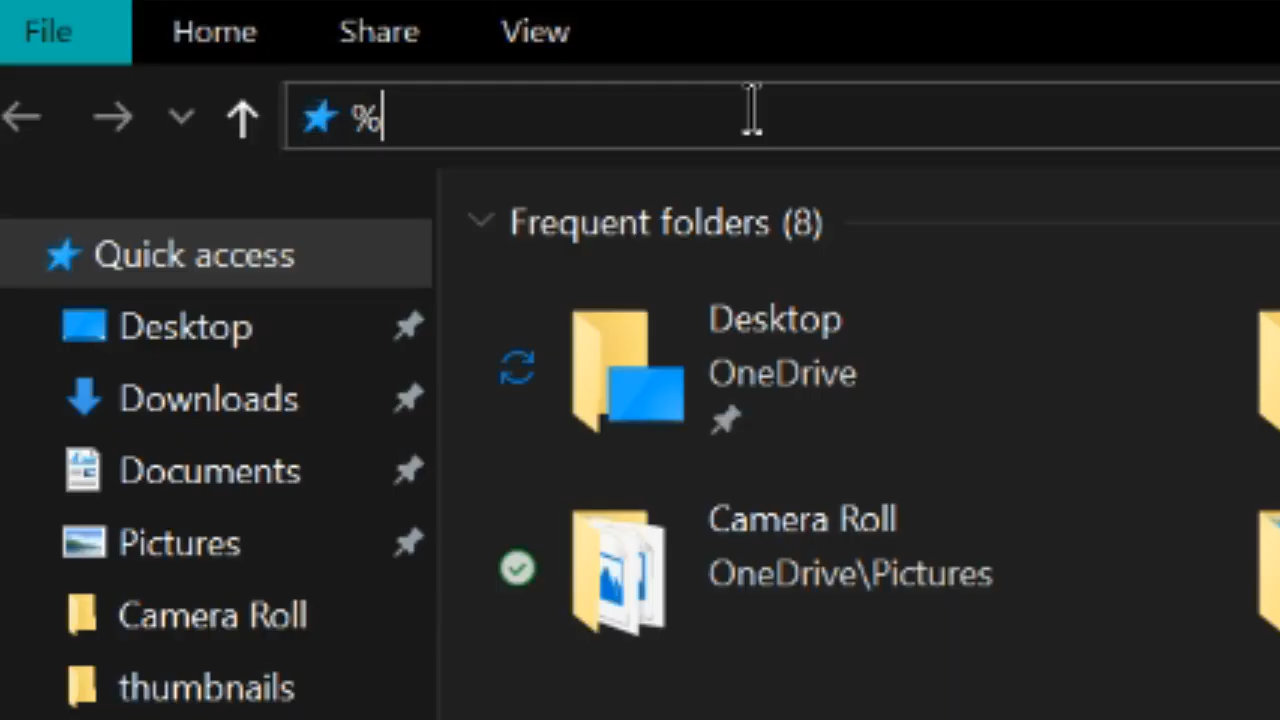 File Home Share View
%
Quick access
Desktop
Downloads
Documents
Pictures
Camera Roll
thumbnails
Frequent folders (8)
Desktop
OneDrive
Camera Roll
OneDrive\Pictures